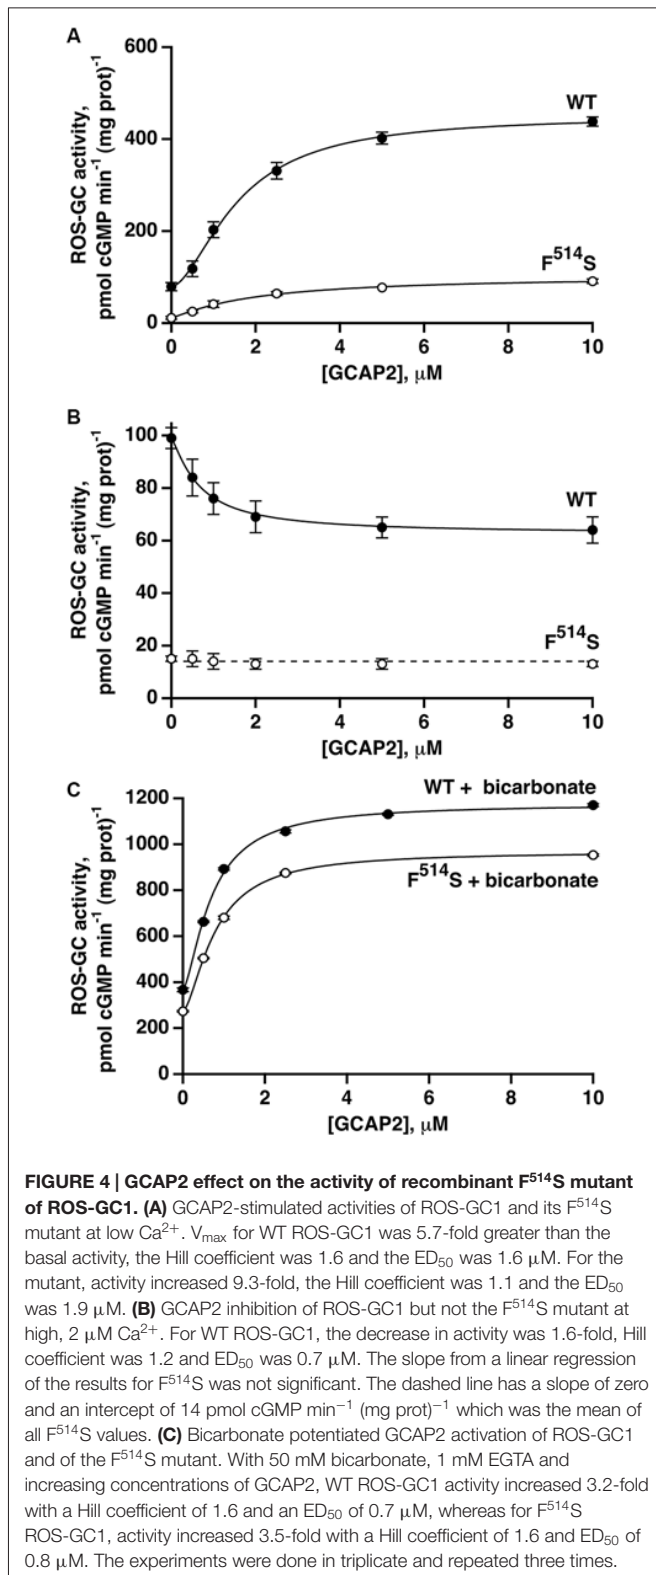 A
600
400
200
0
ROS-GC activity,
pmol cGMP min⁻¹ (mg prot)⁻¹
WT
F⁵¹⁴S
0 2 4 6 8 10
[GCAP2], μM
B
100
80
60
40
20
0
ROS-GC activity,
pmol cGMP min⁻¹ (mg prot)⁻¹
WT
F⁵¹⁴S
0 2 4 6 8 10
[GCAP2], μM
C
1200
1000
800
600
400
200
0
ROS-GC activity,
pmol cGMP min⁻¹ (mg prot)⁻¹
WT + bicarbonate
F⁵¹⁴S + bicarbonate
0 2 4 6 8 10
[GCAP2], μM
FIGURE 4 | GCAP2 effect on the activity of recombinant F⁵¹⁴S mutant
of ROS-GC1. (A) GCAP2-stimulated activities of ROS-GC1 and its F⁵¹⁴S
mutant at low Ca²⁺. Vₘₐₓ for WT ROS-GC1 was 5.7-fold greater than the
basal activity, the Hill coefficient was 1.6 and the ED₅₀ was 1.6 μM. For the
mutant, activity increased 9.3-fold, the Hill coefficient was 1.1 and the ED₅₀
was 1.9 μM. (B) GCAP2 inhibition of ROS-GC1 but not the F⁵¹⁴S mutant at
high, 2 μM Ca²⁺. For WT ROS-GC1, the decrease in activity was 1.6-fold, Hill
coefficient was 1.2 and ED₅₀ was 0.7 μM. The slope from a linear regression
of the results for F⁵¹⁴S was not significant. The dashed line has a slope of zero
and an intercept of 14 pmol cGMP min⁻¹ (mg prot)⁻¹ which was the mean of
all F⁵¹⁴S values. (C) Bicarbonate potentiated GCAP2 activation of ROS-GC1
and of the F⁵¹⁴S mutant. With 50 mM bicarbonate, 1 mM EGTA and
increasing concentrations of GCAP2, WT ROS-GC1 activity increased 3.2-fold
with a Hill coefficient of 1.6 and an ED₅₀ of 0.7 μM, whereas for F⁵¹⁴S
ROS-GC1, activity increased 3.5-fold with a Hill coefficient of 1.6 and ED₅₀ of
0.8 μM. The experiments were done in triplicate and repeated three times.